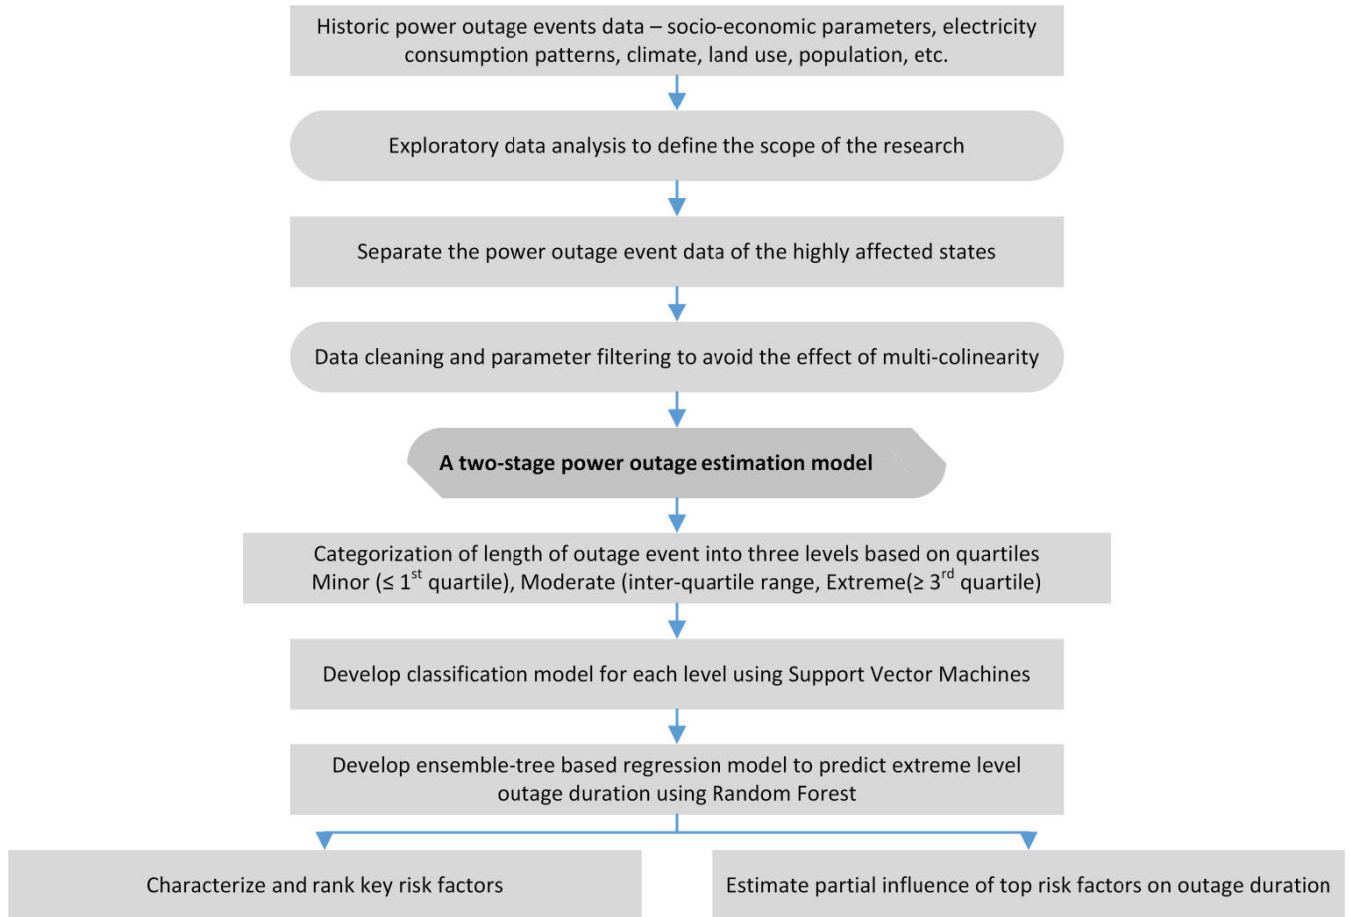 Historic power outage events data – socio-economic parameters, electricity
consumption patterns, climate, land use, population, etc.
Exploratory data analysis to define the scope of the research
Separate the power outage event data of the highly affected states
Data cleaning and parameter filtering to avoid the effect of multi-colinearity
A two-stage power outage estimation model
Categorization of length of outage event into three levels based on quartiles
Minor (≤ 1st quartile), Moderate (inter-quartile range, Extreme(≥ 3rd quartile)
Develop classification model for each level using Support Vector Machines
Develop ensemble-tree based regression model to predict extreme level
outage duration using Random Forest
Characterize and rank key risk factors
Estimate partial influence of top risk factors on outage duration